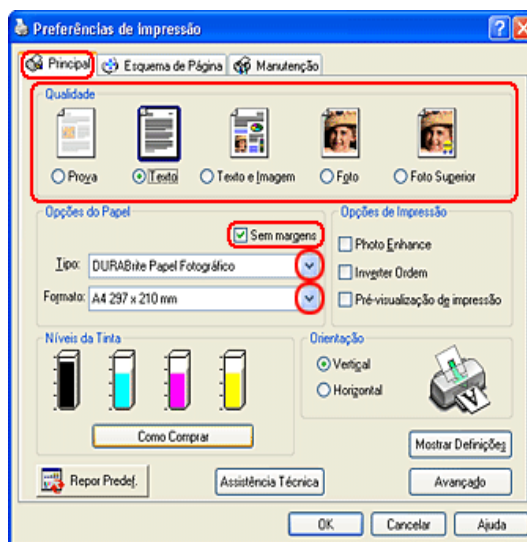 Preferências de Impressão
Principal Esquema de Página Manutenção
Qualidade
Prova Texto Texto e Imagem Foto Foto Superior
Opções do Papel Opções de Impressão
Sem margens
Photo Enhance
Tipo: DURABrite Papel Fotográfico
Inverter Ordem
Formato: A4 297 x 210 mm
Pré-visualização de impressão
Níveis da Tinta Orientação
Vertical
Horizontal
Como Comprar
Mostrar Definições
Repor Predef. Assistência Técnica Avançado
OK Cancelar Ajuda